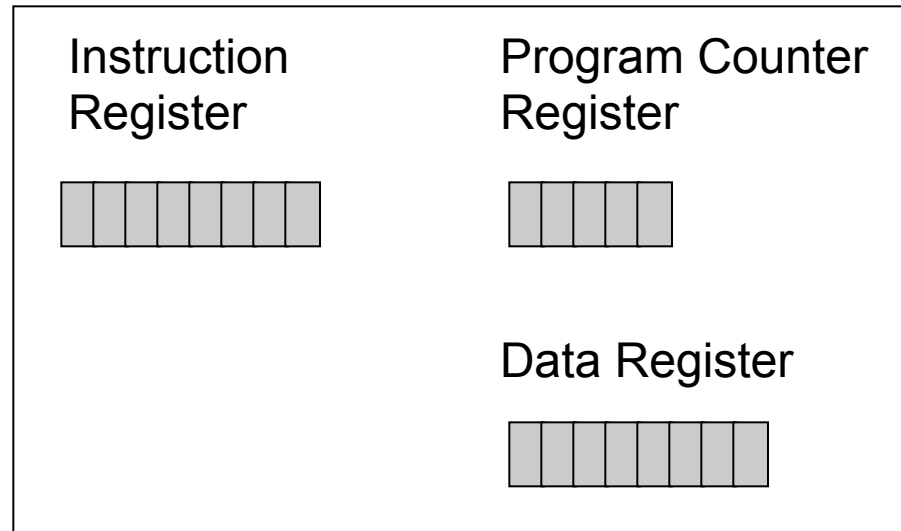 Instruction
Register
Program Counter
Register
Data Register